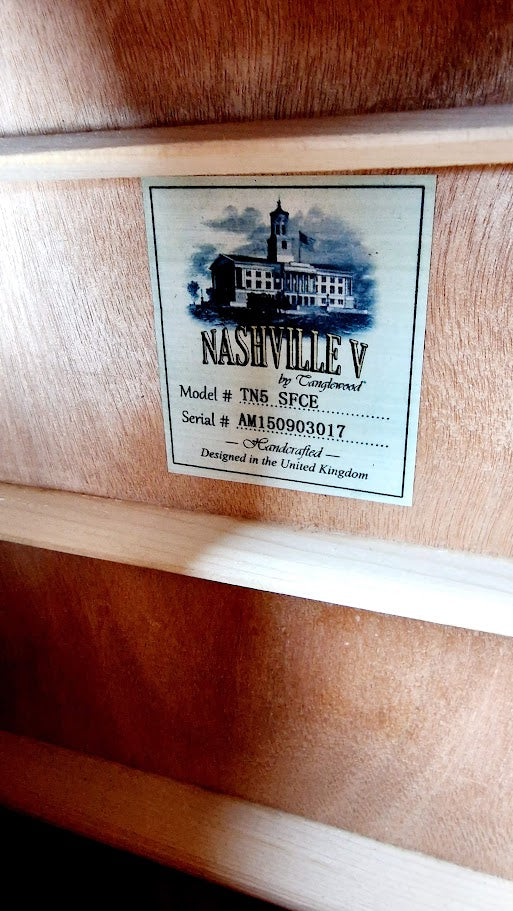 NASHVILLE V
by Tanglewood®
Model # TN5 SFCE
Serial # AM150903017
— Handcrafted —
Designed in the United Kingdom